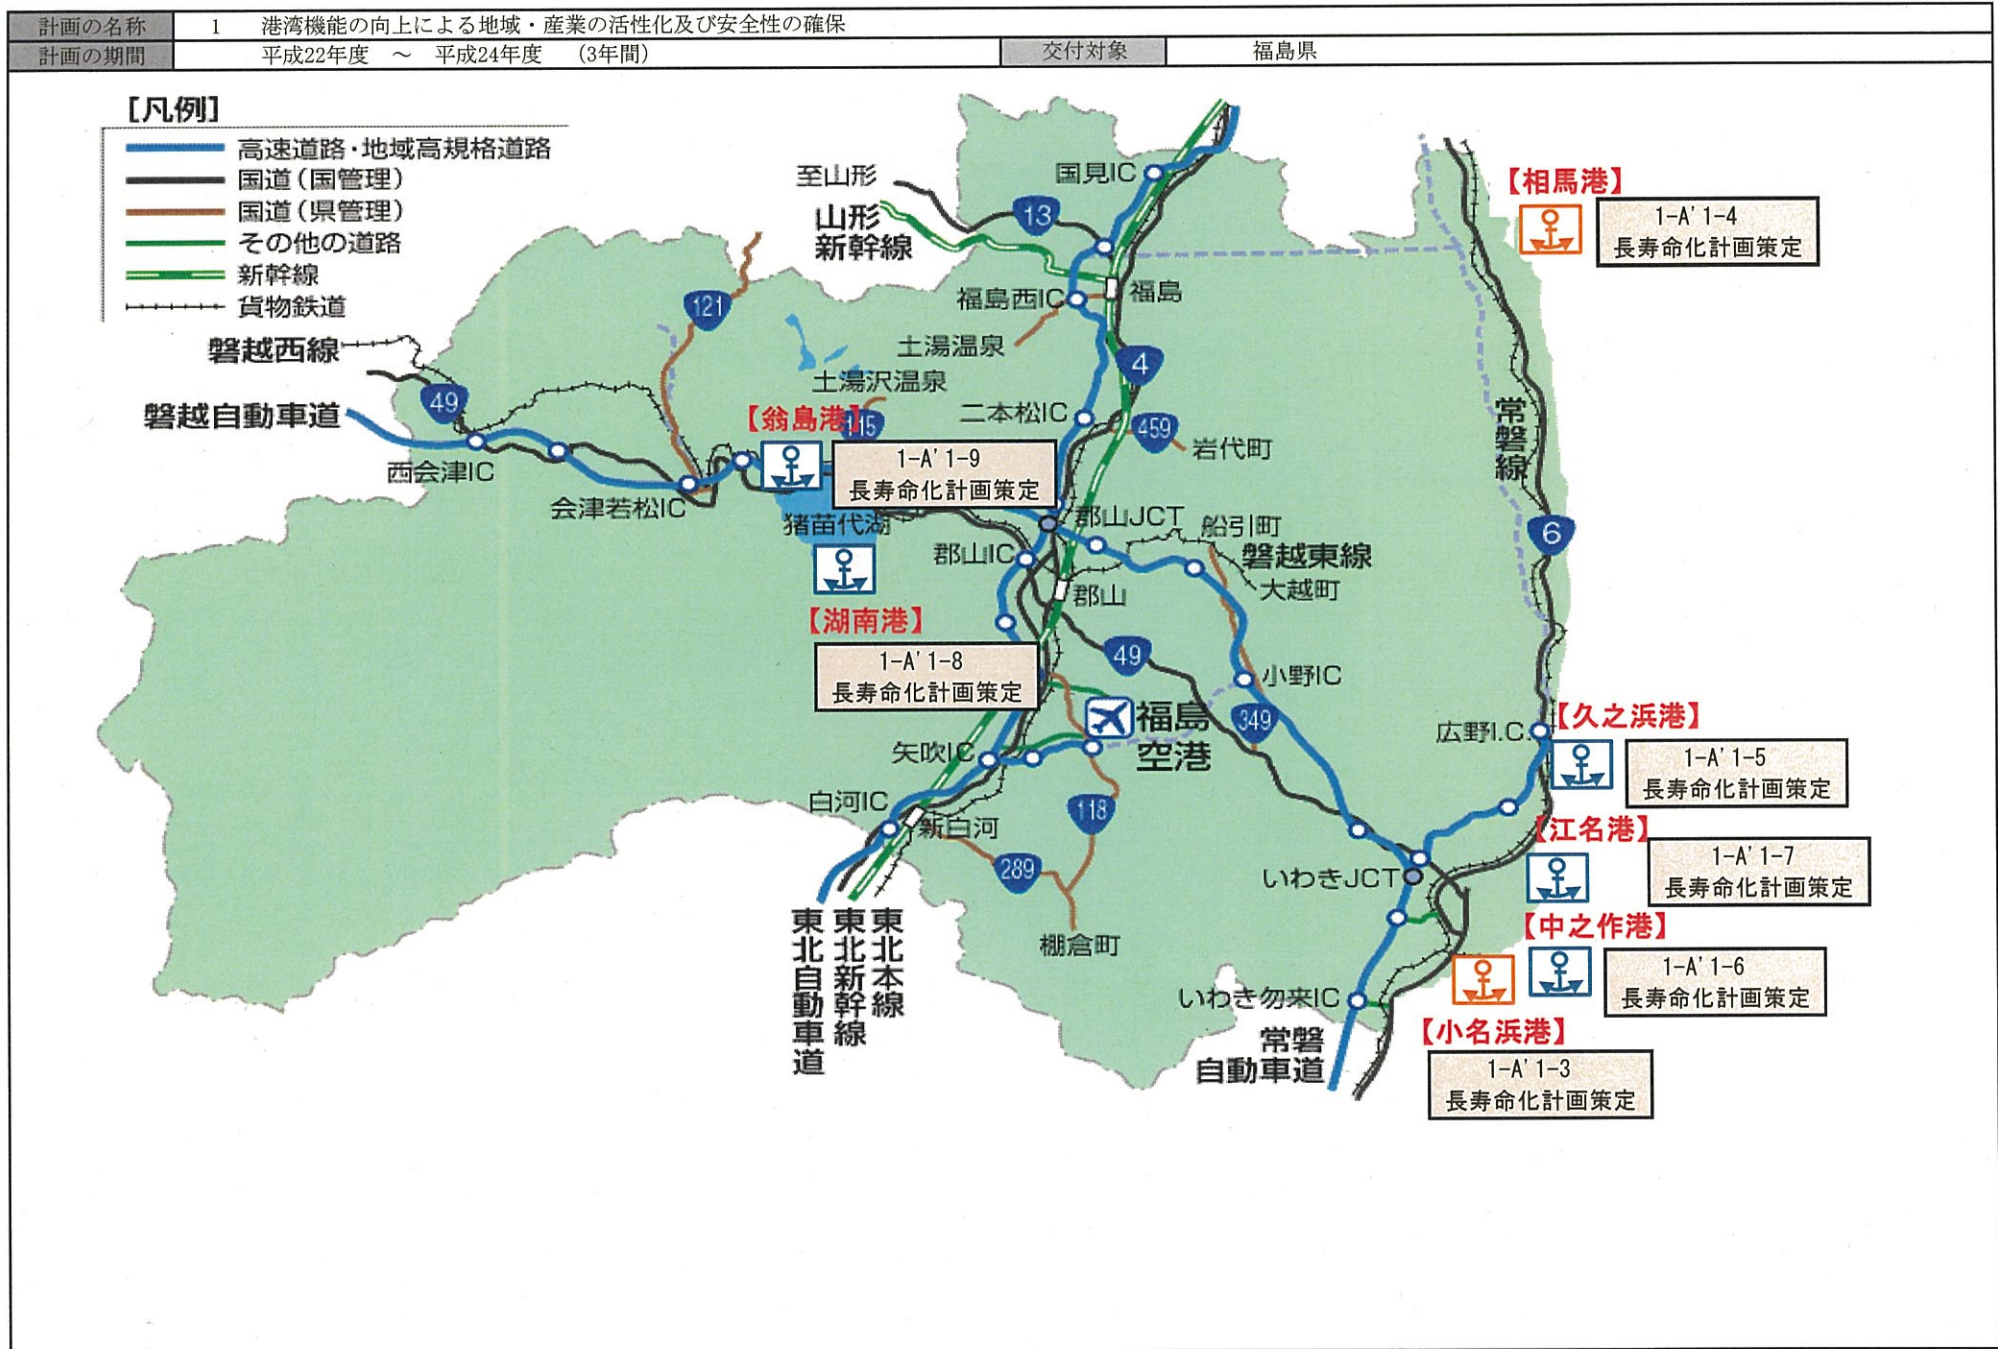 計画の名称 1 港湾機能の向上による地域・産業の活性化及び安全性の確保
計画の期間 平成22年度 ～ 平成24年度 （3年間） 交付対象 福島県
[凡例]
高速道路・地域高規格道路
国道（国管理）
国道（県管理）
その他の道路
新幹線
貨物鉄道
至山形
山形
新幹線
13
国見IC
【相馬港】
1-A' 1-4
長寿命化計画策定
121
福島西IC
福島
土湯温泉
土湯沢温泉
磐越西線
49
磐越自動車道
4
二本松IC
459
岩代町
常磐線
【翁島港】
115
1-A' 1-9
長寿命化計画策定
西会津IC
会津若松IC
猪苗代湖
郡山JCT
船引町
磐越東線
大越町
郡山IC
郡山
6
【湖南港】
1-A' 1-8
長寿命化計画策定
49
小野IC
349
福島
空港
矢吹IC
白河IC
新白河
118
289
棚倉町
広野I.C.
【久之浜港】
1-A' 1-5
長寿命化計画策定
【江名港】
1-A' 1-7
長寿命化計画策定
いわきJCT
【中之作港】
1-A' 1-6
長寿命化計画策定
いわき勿来IC
【小名浜港】
1-A' 1-3
長寿命化計画策定
東北自動車道
東北新幹線
東北本線
常磐
自動車道